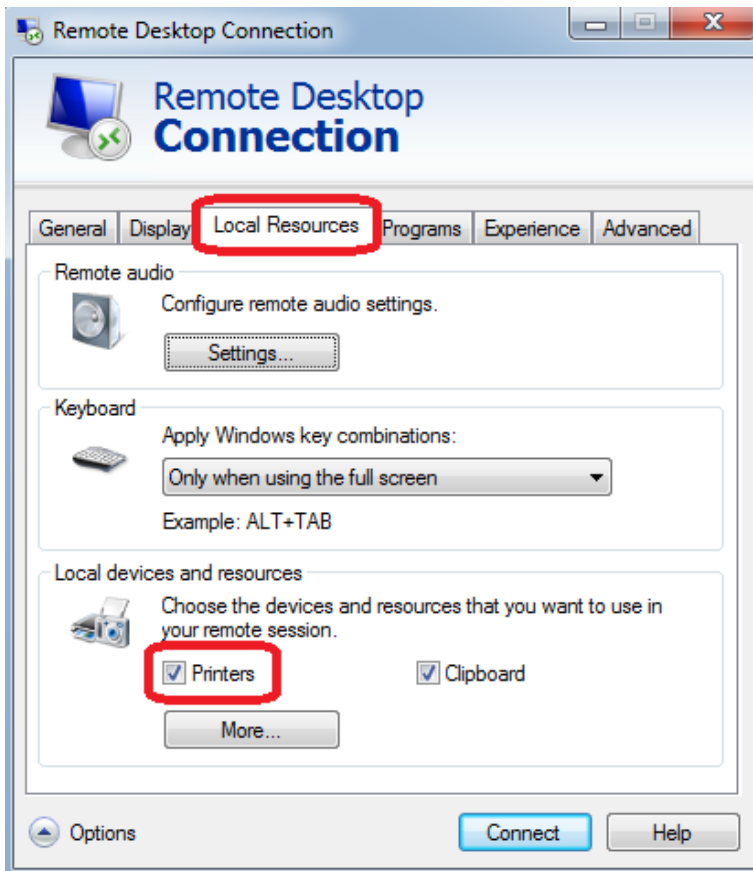 Remote Desktop Connection
Remote Desktop
Connection
General Display Local Resources Programs Experience Advanced
Remote audio
Configure remote audio settings.
Settings...
Keyboard
Apply Windows key combinations:
Only when using the full screen
Example: ALT+TAB
Local devices and resources
Choose the devices and resources that you want to use in
your remote session.
Printers Clipboard
More...
Options Connect Help